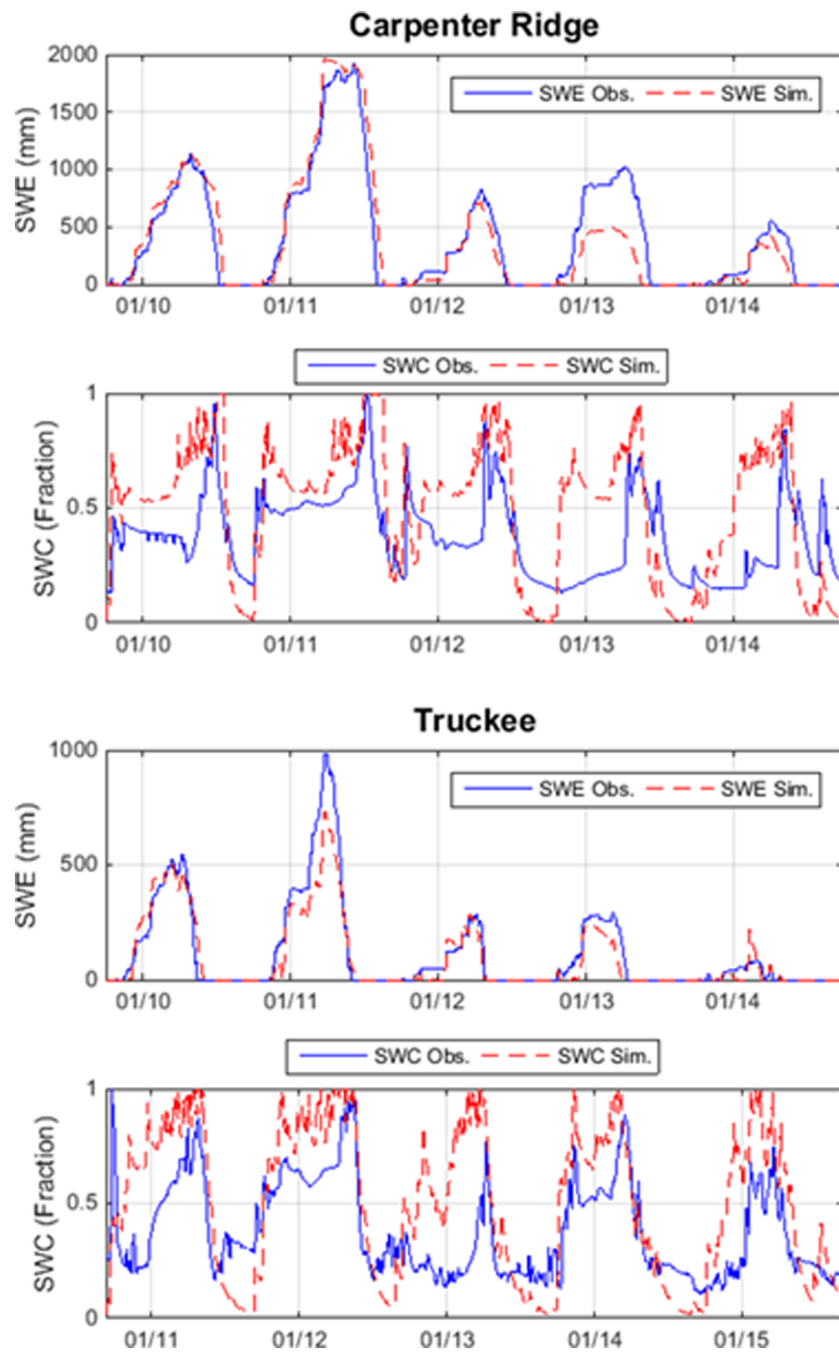 Carpenter Ridge
2000
1500
1000
500
0
SWE (mm)
SWE Obs. SWE Sim.
01/10 01/11 01/12 01/13 01/14
SWC Obs. SWC Sim.
1
0.5
0
SWC (Fraction)
01/10 01/11 01/12 01/13 01/14
Truckee
1000
500
0
SWE (mm)
SWE Obs. SWE Sim.
01/10 01/11 01/12 01/13 01/14
SWC Obs. SWC Sim.
1
0.5
0
SWC (Fraction)
01/11 01/12 01/13 01/14 01/15